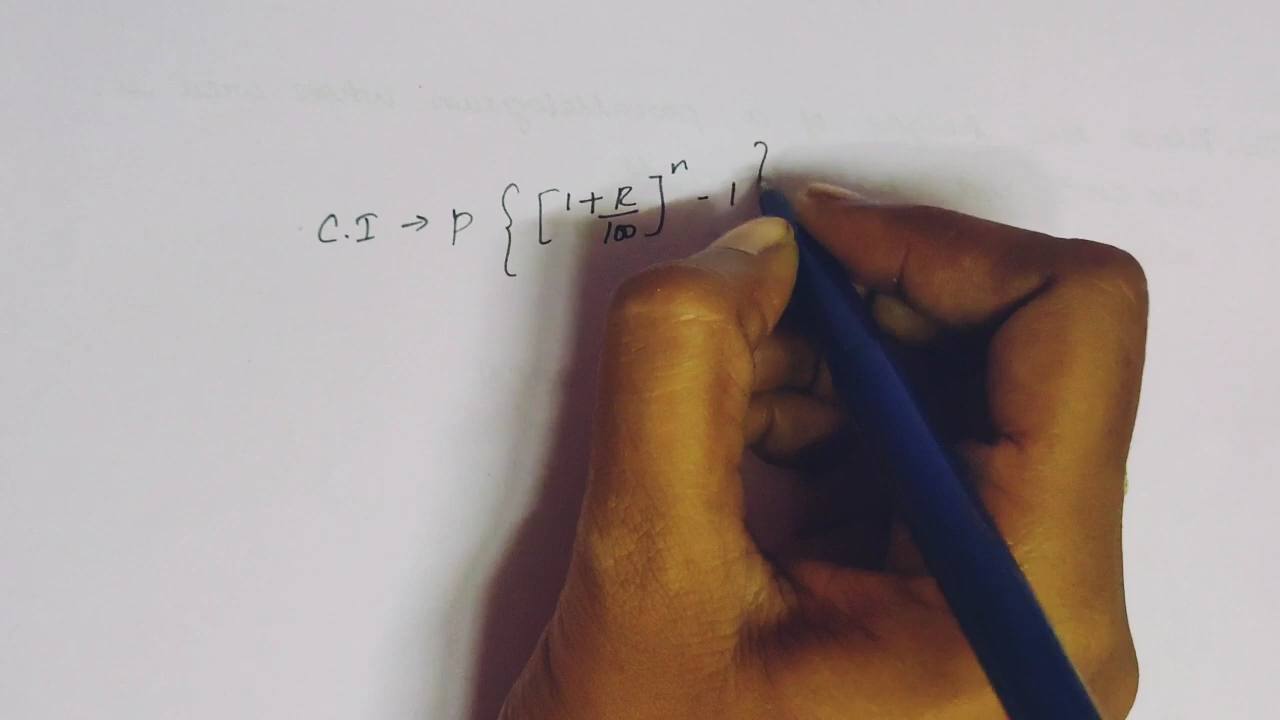 C.I → P { [1 + R/100]^n - 1 }